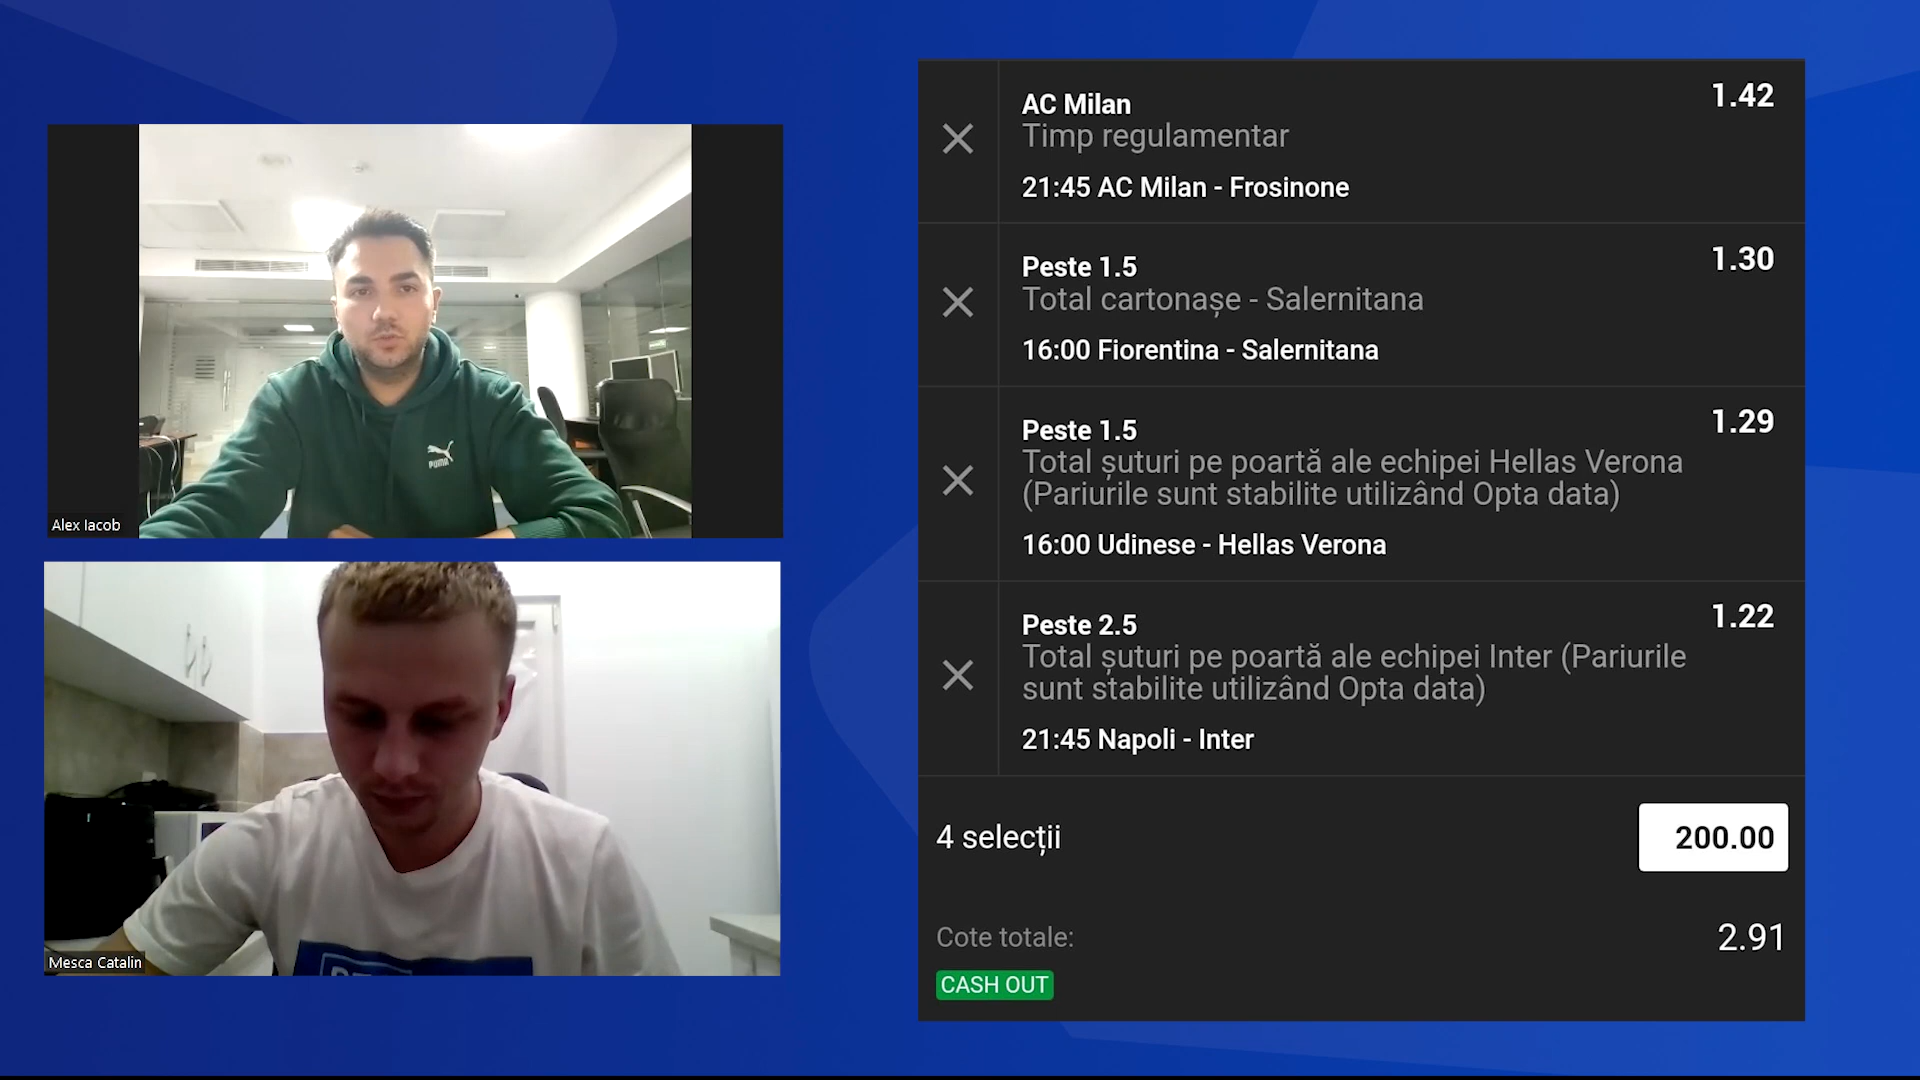 PUMA
Alex Iacob
Mesca Catalin
AC Milan
1.42
Timp regulamentar
21:45 AC Milan - Frosinone
Peste 1.5
1.30
Total cartonașe - Salernitana
16:00 Fiorentina - Salernitana
Peste 1.5
1.29
Total șuturi pe poartă ale echipei Hellas Verona
(Pariurile sunt stabilite utilizând Opta data)
16:00 Udinese - Hellas Verona
Peste 2.5
1.22
Total șuturi pe poartă ale echipei Inter (Pariurile
sunt stabilite utilizând Opta data)
21:45 Napoli - Inter
4 selecții
200.00
Cote totale:
2.91
CASH OUT